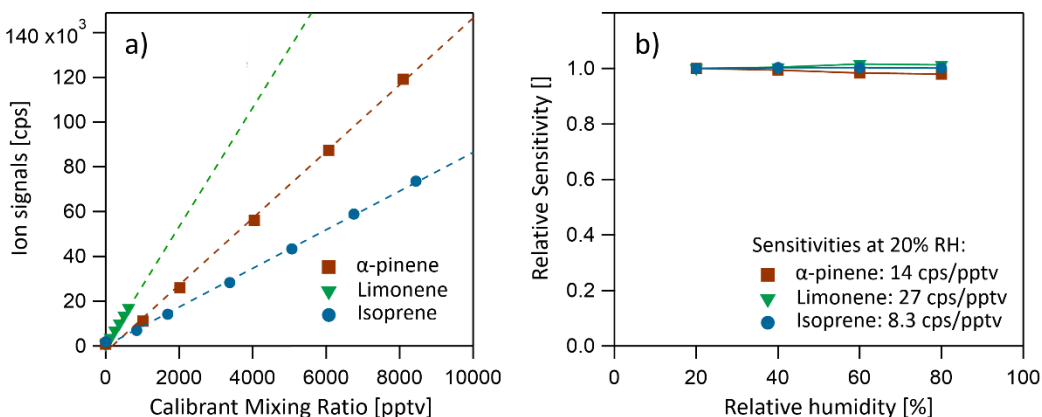 a)
140 x10³
120
100
80
60
40
20
0
Ion signals [cps]
α-pinene
Limonene
Isoprene
0 2000 4000 6000 8000 10000
Calibrant Mixing Ratio [pptv]
b)
1.0
0.8
0.6
0.4
0.2
0.0
Relative Sensitivity []
Sensitivities at 20% RH:
α-pinene: 14 cps/pptv
Limonene: 27 cps/pptv
Isoprene: 8.3 cps/pptv
0 20 40 60 80 100
Relative humidity [%]